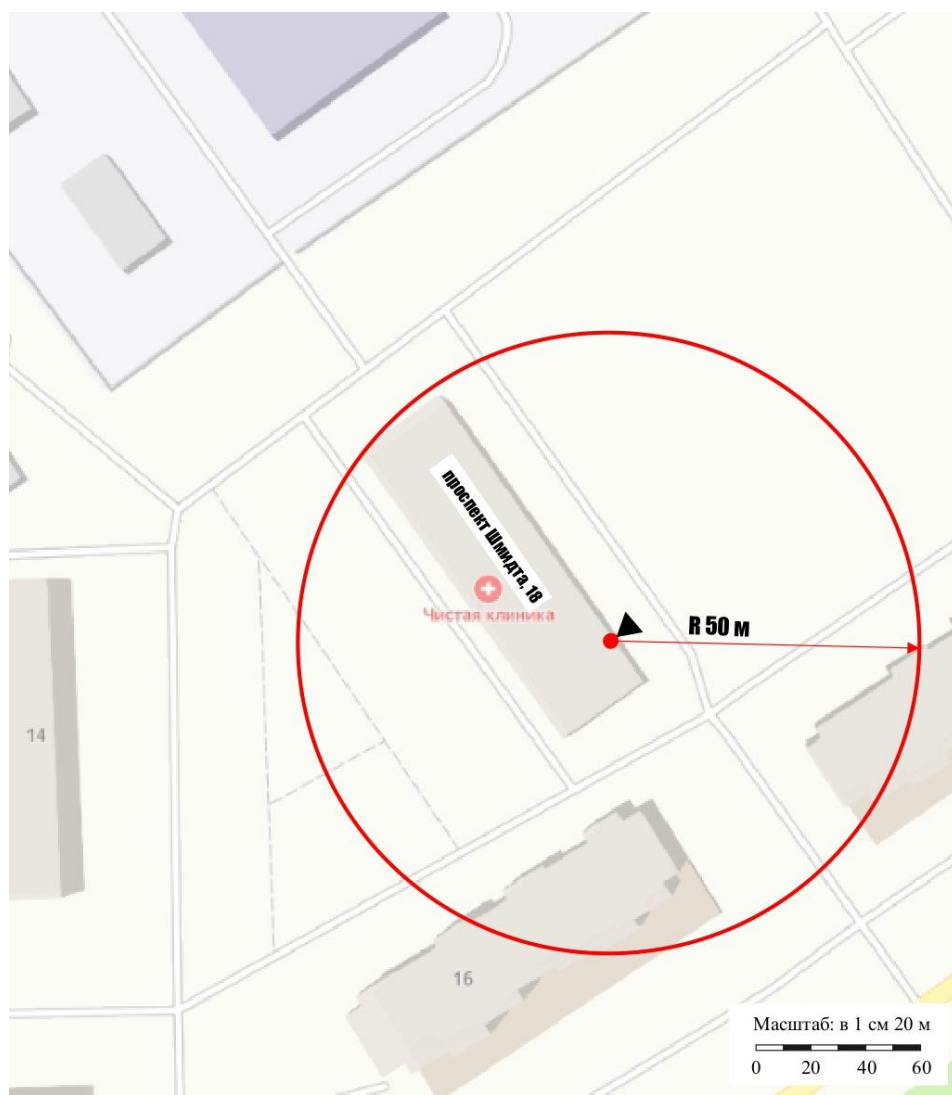 проспект Шмидта, 18
Чистая клиника
R 50 м
14
16
Масштаб: в 1 см 20 м
0 20 40 60